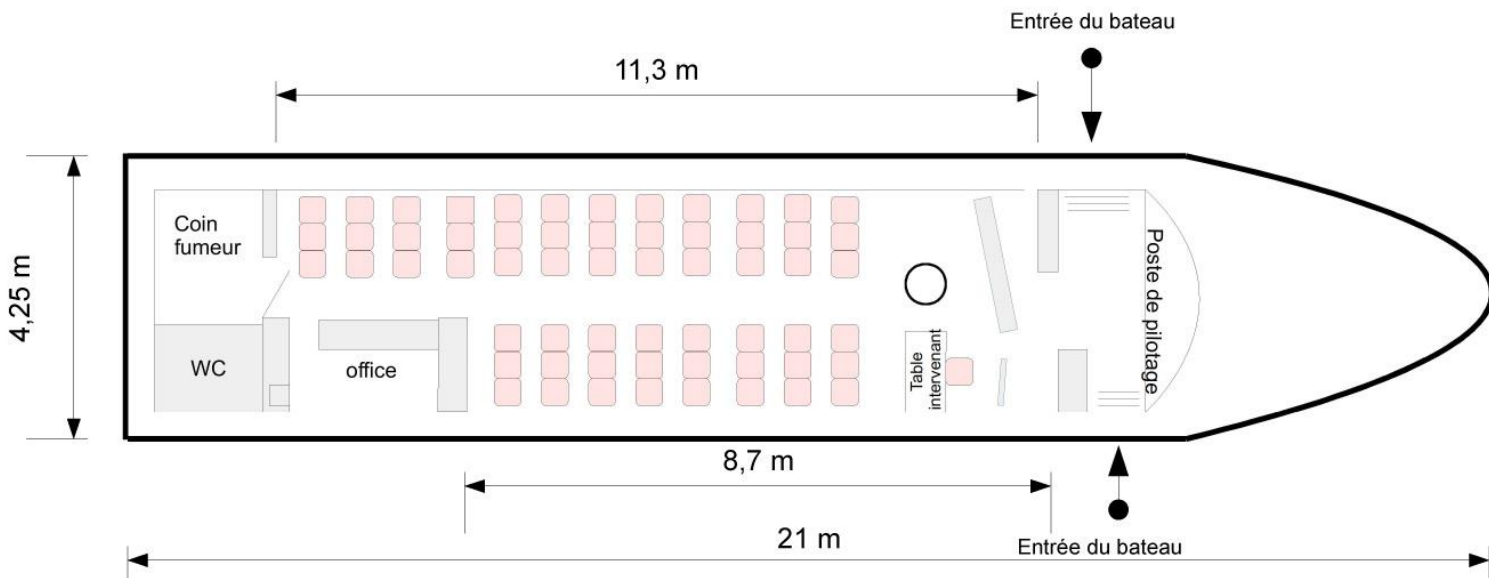 Entrée du bateau
11,3 m
4,25 m
Coin
fumeur
WC
office
Table
intervenant
Poste de pilotage
8,7 m
21 m
Entrée du bateau